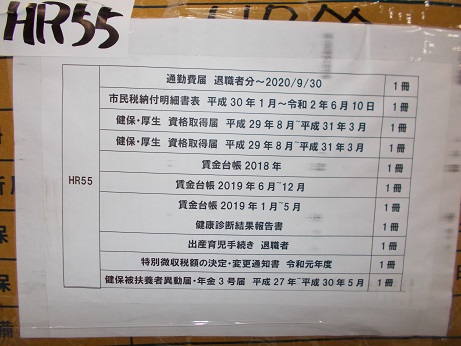 HR55
HRM
通勤費届 退職者分～2020/9/30 1冊
市民税納付明細書表 平成30年1月～令和2年6月10日 1冊
健保・厚生 資格取得届 平成29年8月~平成31年3月 1冊
健保・厚生 資格取得届 平成29年8月~平成31年3月 1冊
賃金台帳2018年 1冊
HR55 賃金台帳2019年6月~12月 1冊
賃金台帳2019年1月~5月 1冊
健康診断結果報告書 1冊
出産育児手続き 退職者 1冊
特別徴収税額の決定・変更通知書 令和元年度 1冊
健保被扶養者異動届・年金3号届 平成27年~平成30年5月 1冊
保
備